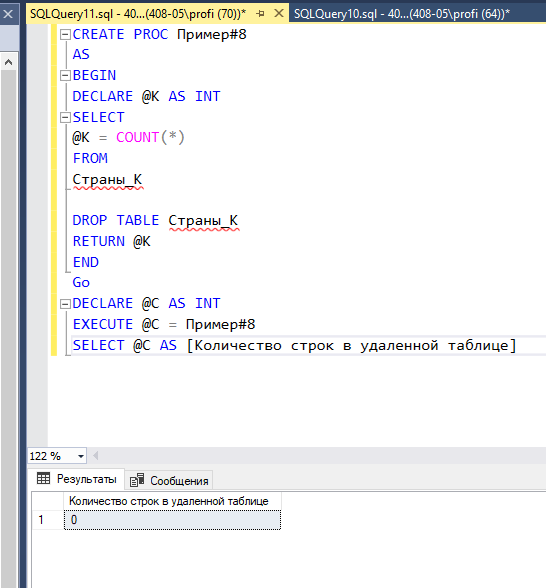 SQLQuery11.sql - 40...(408-05\profi (70))*
SQLQuery10.sql - 40...(408-05\profi (64))*
CREATE PROC Пример#8
AS
BEGIN
DECLARE @K AS INT
SELECT
@K = COUNT(*)
FROM
Страны_K
DROP TABLE Страны_K
RETURN @K
END
Go
DECLARE @C AS INT
EXECUTE @C = Пример#8
SELECT @C AS [Количество строк в удаленной таблице]
122 %
Результаты
Сообщения
Количество строк в удаленной таблице
1 0